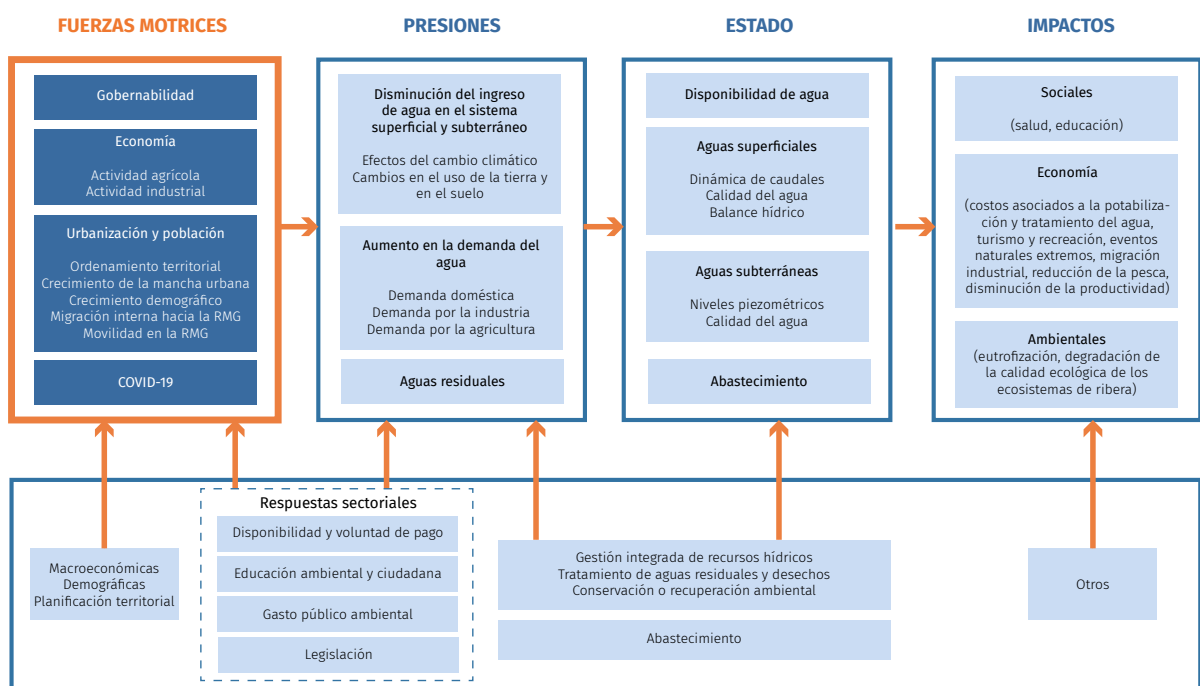 FUERZAS MOTRICES
Gobernabilidad
Economía
Actividad agrícola
Actividad industrial
Urbanización y población
Ordenamiento territorial
Crecimiento de la mancha urbana
Crecimiento demográfico
Migración interna hacia la RMG
Movilidad en la RMG
COVID-19
PRESIONES
Disminución del ingreso
de agua en el sistema
superficial y subterráneo
Efectos del cambio climático
Cambios en el uso de la tierra y
en el suelo
Aumento en la demanda del
agua
Demanda doméstica
Demanda por la industria
Demanda por la agricultura
Aguas residuales
ESTADO
Disponibilidad de agua
Aguas superficiales
Dinámica de caudales
Calidad del agua
Balance hídrico
Aguas subterráneas
Niveles piezométricos
Calidad del agua
Abastecimiento
IMPACTOS
Sociales
(salud, educación)
Economía
(costos asociados a la potabiliza-
ción y tratamiento del agua,
turismo y recreación, eventos
naturales extremos, migración
industrial, reducción de la pesca,
disminución de la productividad)
Ambientales
(eutrofización, degradación de
la calidad ecológica de los
ecosistemas de ribera)
Macroeconómicas
Demográficas
Planificación territorial
Respuestas sectoriales
Disponibilidad y voluntad de pago
Educación ambiental y ciudadana
Gasto público ambiental
Legislación
Gestión integrada de recursos hídricos
Tratamiento de aguas residuales y desechos
Conservación o recuperación ambiental
Abastecimiento
Otros